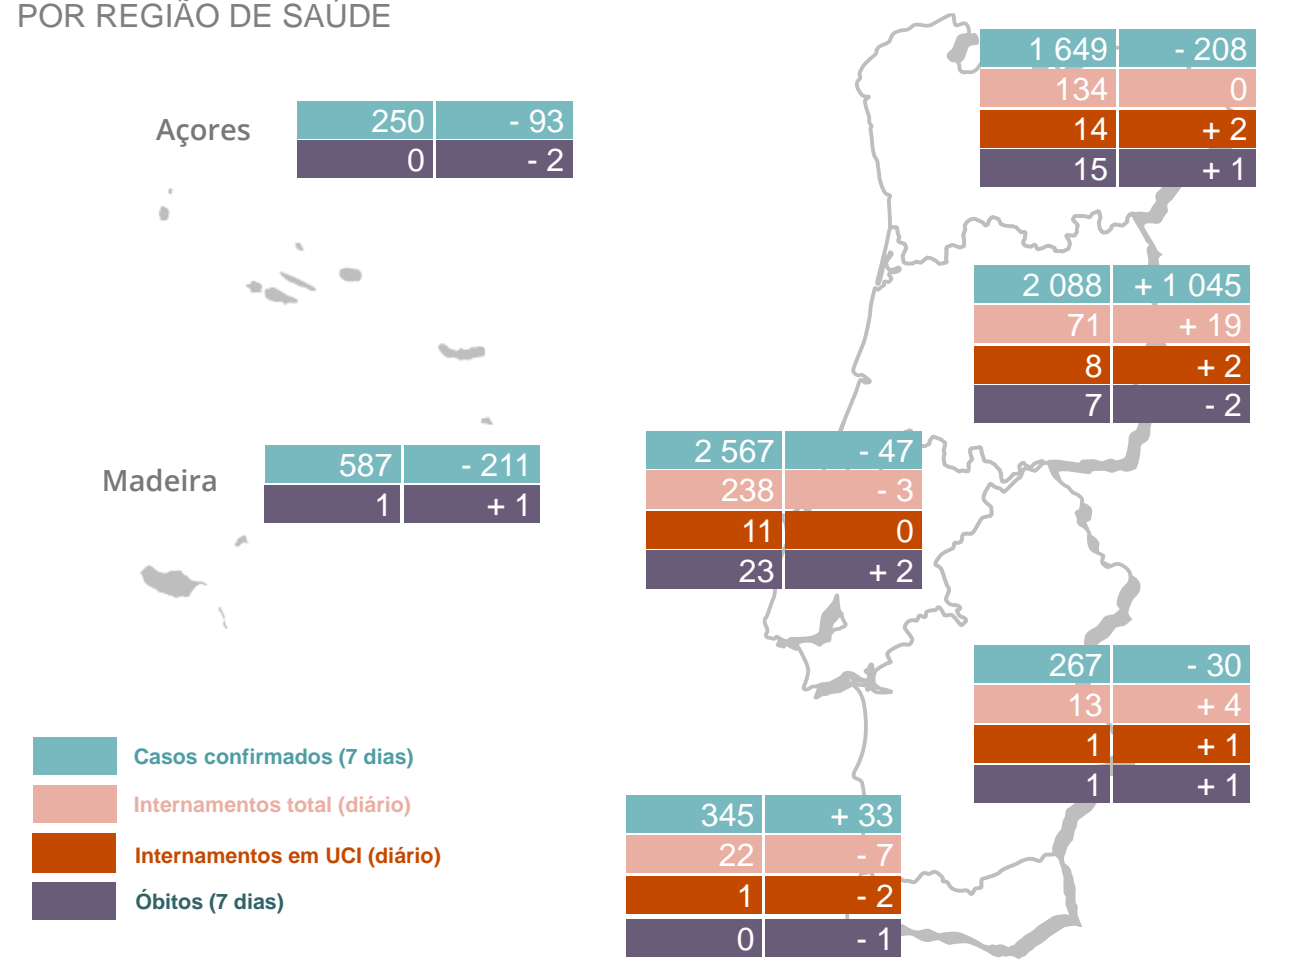 POR REGIÃO DE SAÚDE
1 649 - 208
134 0
14 + 2
15 + 1
Açores
250 - 93
0 - 2
2 088 + 1 045
71 + 19
8 + 2
7 - 2
Madeira
587 - 211
1 + 1
2 567 - 47
238 - 3
11 0
23 + 2
267 - 30
13 + 4
1 + 1
1 + 1
Casos confirmados (7 dias)
Internamentos total (diário)
Internamentos em UCI (diário)
Óbitos (7 dias)
345 + 33
22 - 7
1 - 2
0 - 1